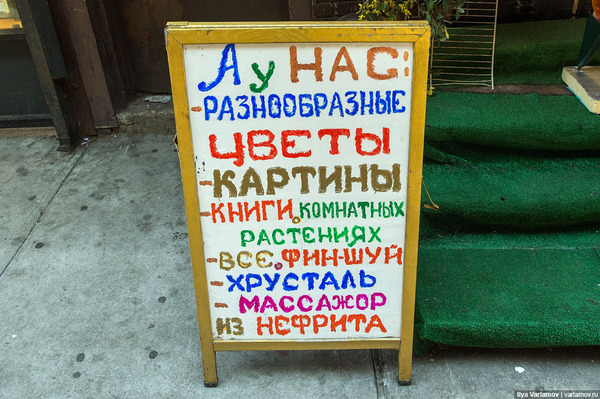 А у НАС:
-РАЗНООБРАЗНЫЕ
ЦВЕТЫ
-КАРТИНЫ
-КНИГИ о КОМНАТНЫХ
РАСТЕНИЯХ
-ВСЕ о ФИН-ШУЙ
-ХРУСТАЛЬ
- МАССАЖОР
ИЗ НЕФРИТА
Ilya Varlamov / varlamov.ru